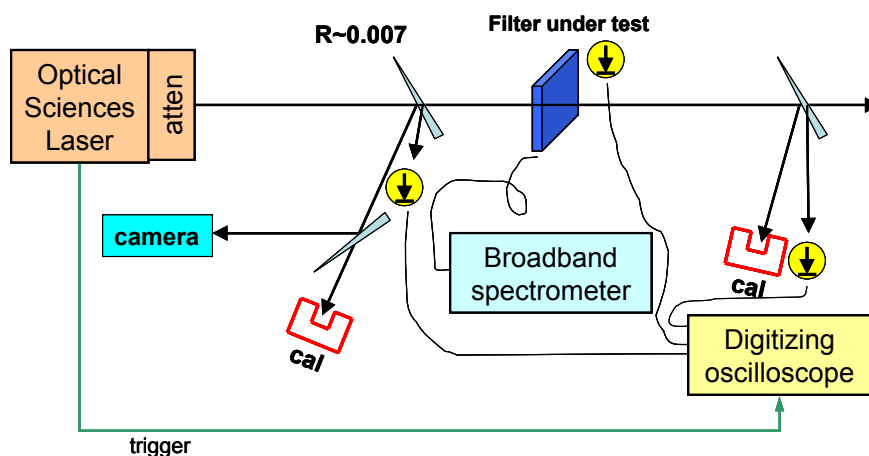 R~0.007
Filter under test
Optical
Sciences
Laser
atten
camera
cal
Broadband
spectrometer
cal
Digitizing
oscilloscope
trigger